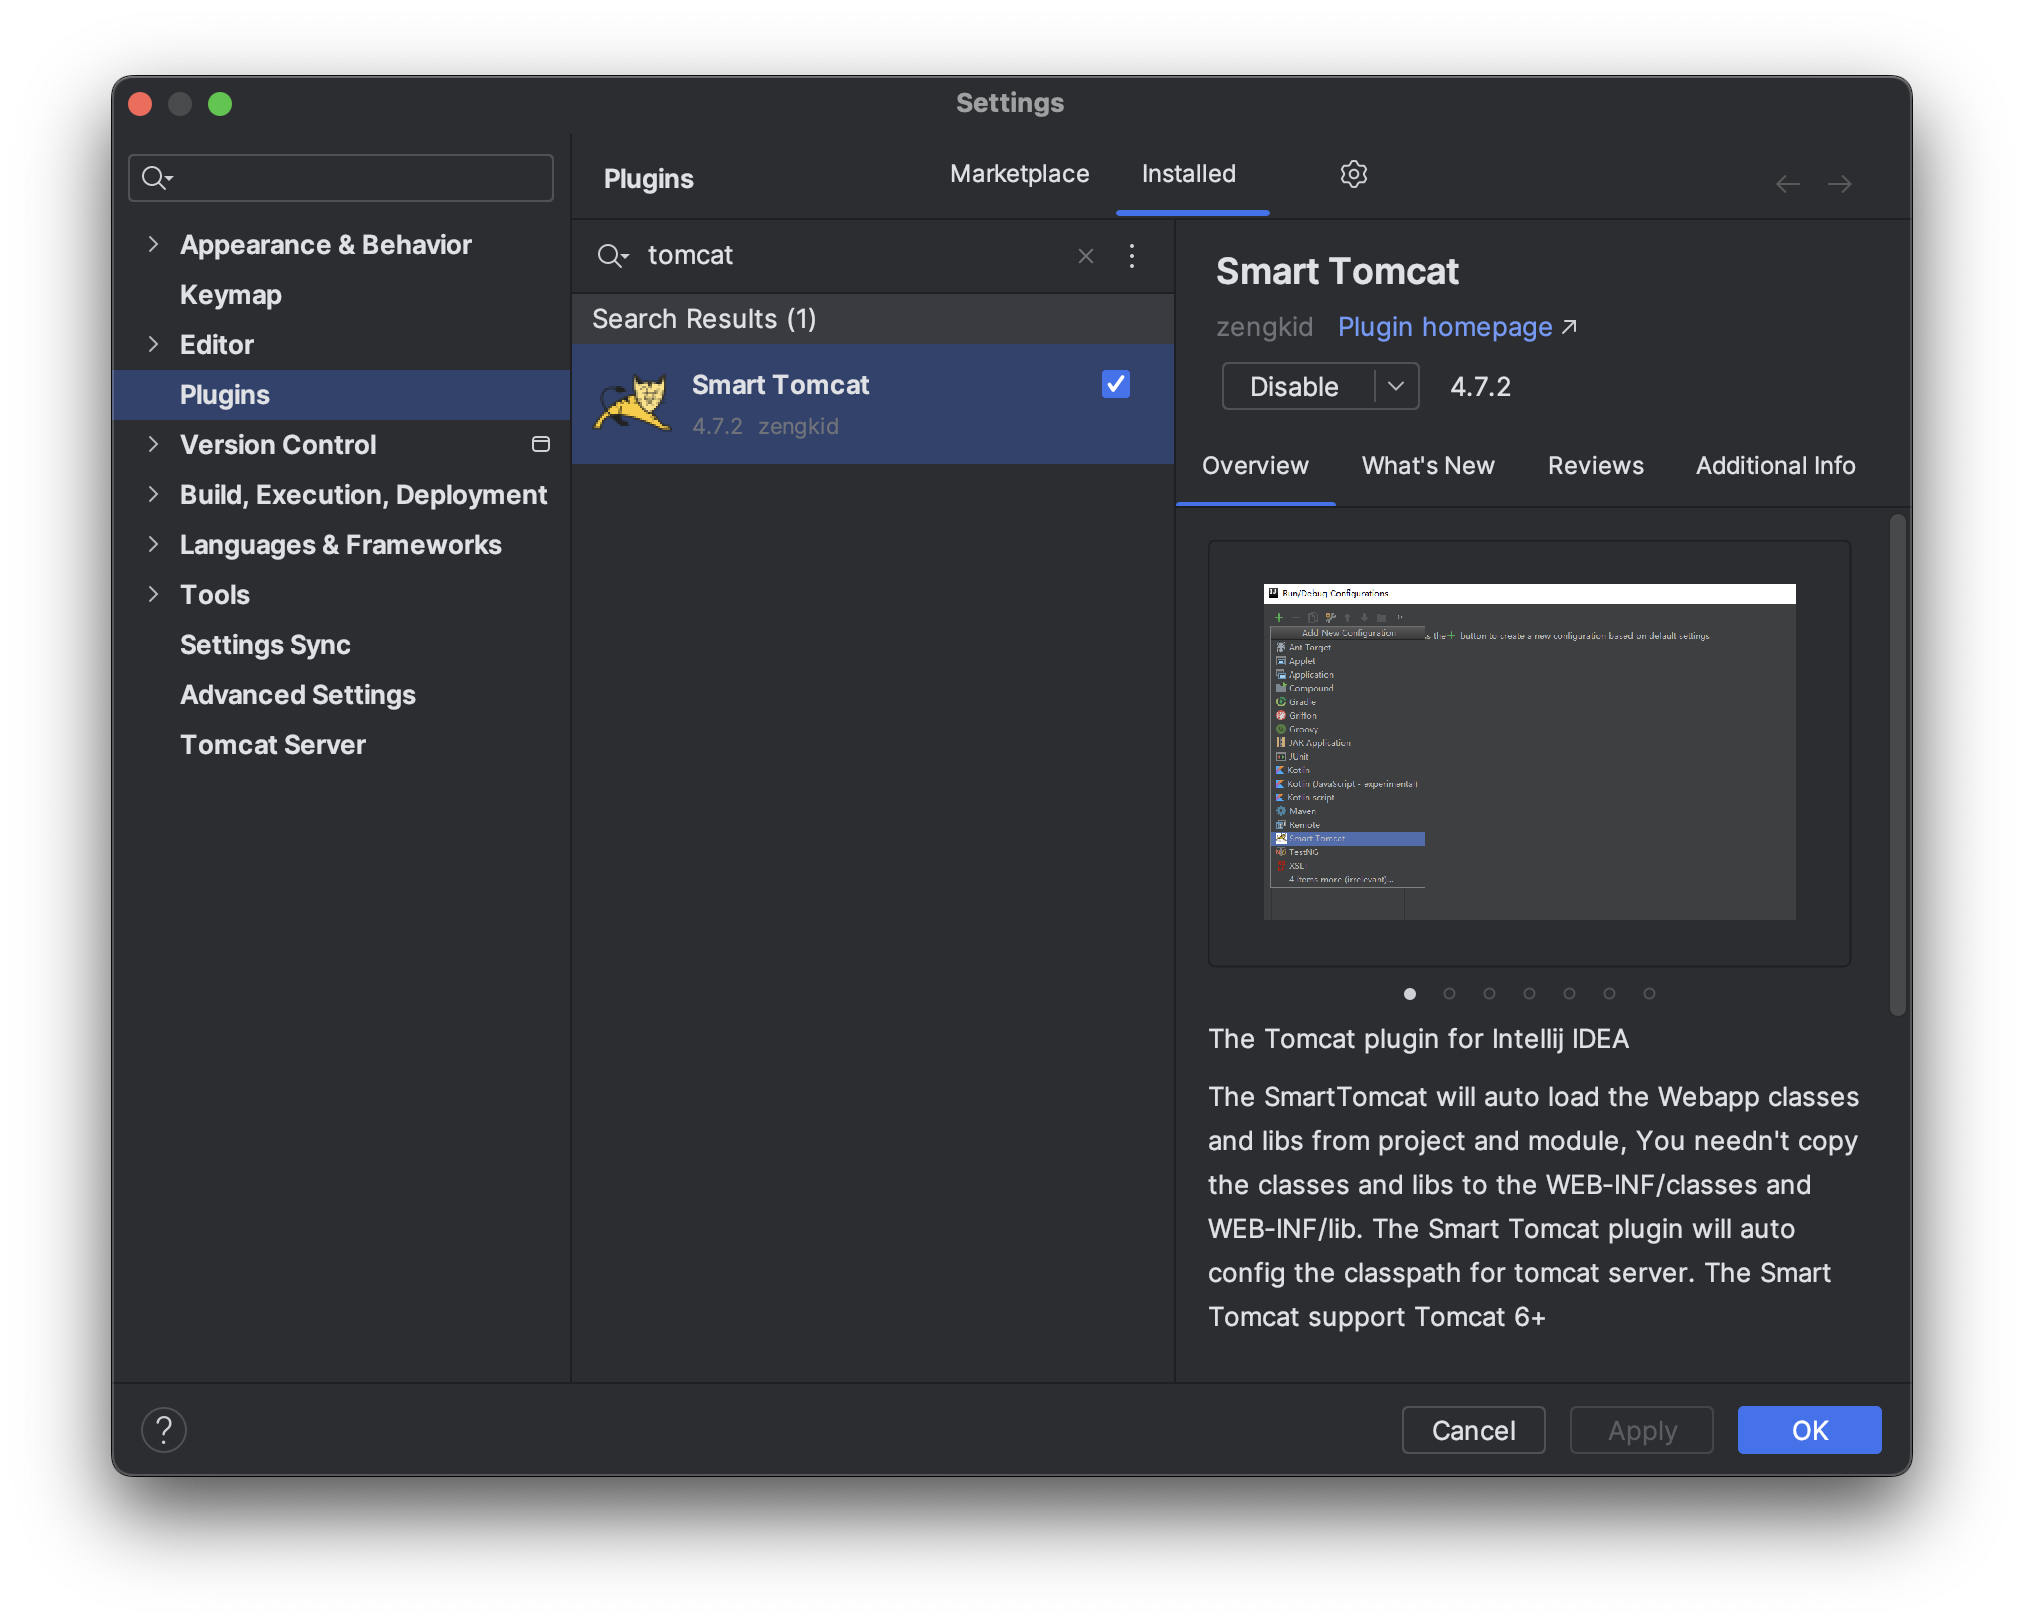 Settings
Appearance & Behavior
Keymap
Editor
Plugins
Version Control
Build, Execution, Deployment
Languages & Frameworks
Tools
Settings Sync
Advanced Settings
Tomcat Server
Plugins
Marketplace
Installed
tomcat
Search Results (1)
Smart Tomcat
4.7.2 zengkid
Smart Tomcat
zengkid Plugin homepage
Disable 4.7.2
Overview
What's New
Reviews
Additional Info
Run/Debug Configurations
Add New Configuration
the + button to create a new configuration based on default settings
Ant Target
Applet
Application
Compound
Gradle
Griffon
Groovy
JAR Application
JUnit
Kotlin
Kotlin (JavaScript - experimental)
Kotlin script
Maven
Remote
Smart Tomcat
TestNG
XSLT
4 items more (irrelevant)...
The Tomcat plugin for Intellij IDEA
The SmartTomcat will auto load the Webapp classes
and libs from project and module, You needn't copy
the classes and libs to the WEB-INF/classes and
WEB-INF/lib. The Smart Tomcat plugin will auto
config the classpath for tomcat server. The Smart
Tomcat support Tomcat 6+
?
Cancel
Apply
OK